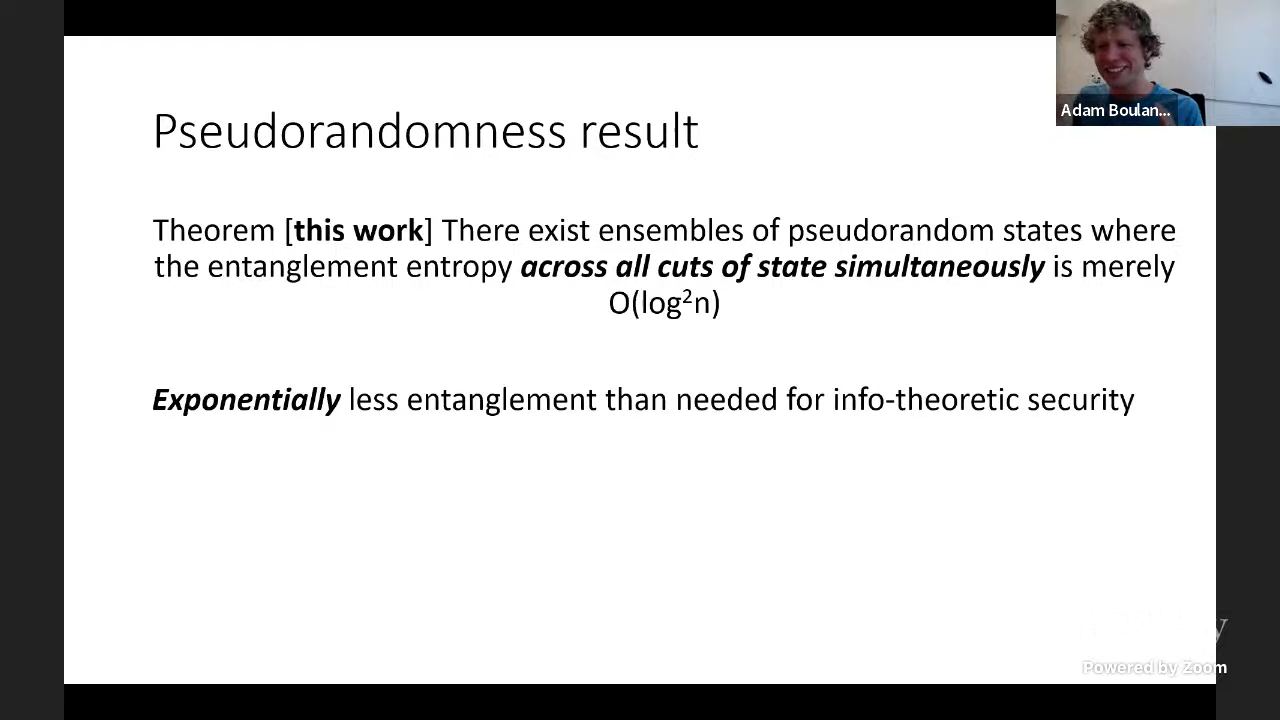 Adam Boulan...
Pseudorandomness result
Theorem [this work] There exist ensembles of pseudorandom states where
the entanglement entropy across all cuts of state simultaneously is merely
O(log²n)
Exponentially less entanglement than needed for info-theoretic security
Powered by Zoom